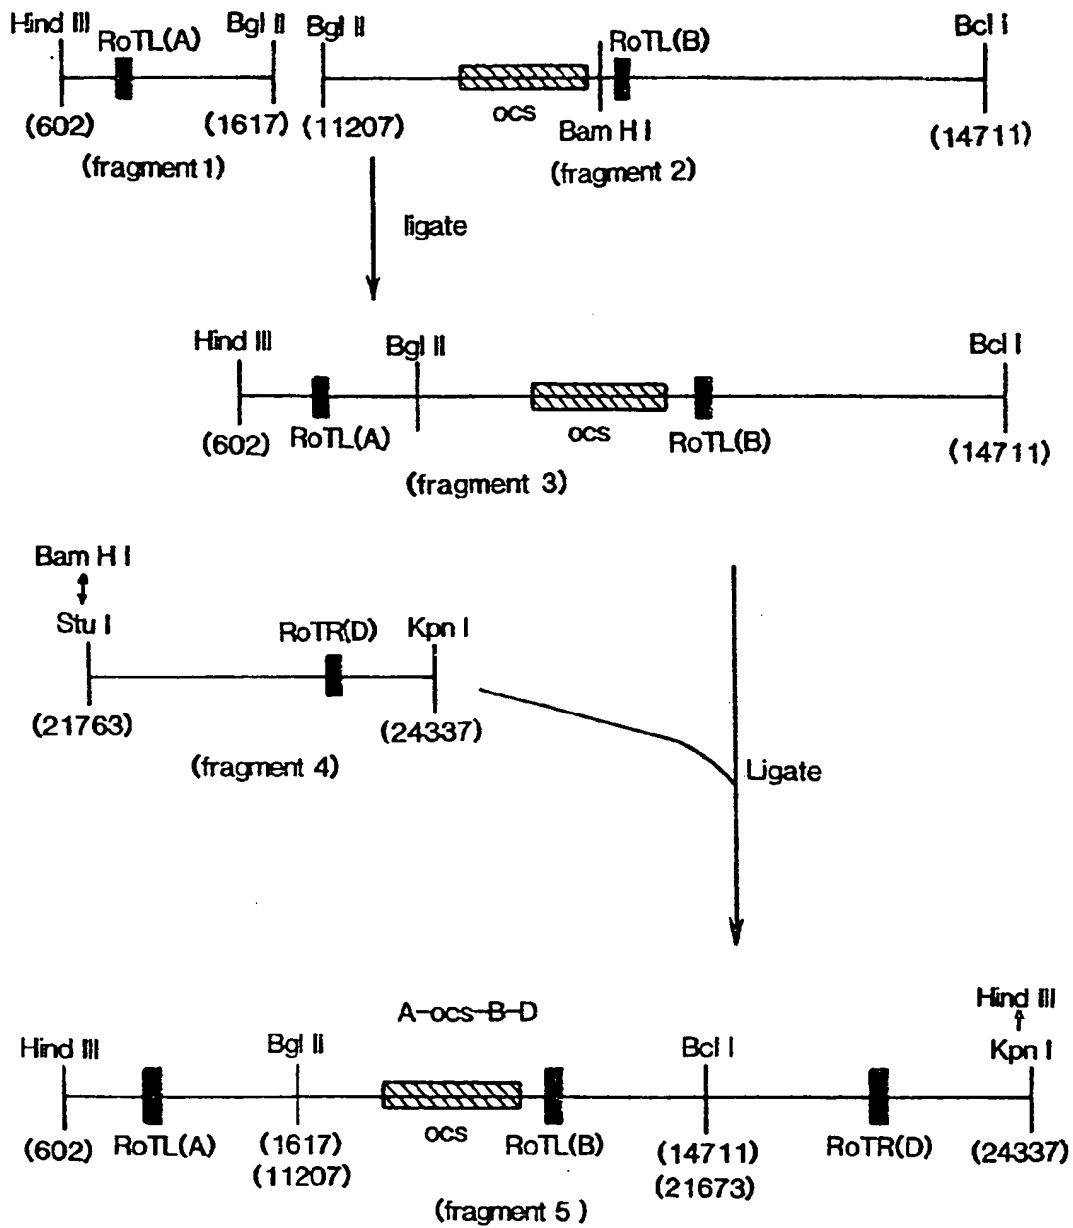 Hind III
RoTL(A)
Bgl II
Bgl II
RoTL(B)
Bcl I
(602)
(1617)
(11207)
ocs
Bam H I
(14711)
(fragment 1)
(fragment 2)
ligate
Hind III
Bgl II
Bcl I
(602)
RoTL(A)
ocs
RoTL(B)
(14711)
(fragment 3)
Bam H I
Stu I
RoTR(D)
Kpn I
(21763)
(24337)
(fragment 4)
Ligate
A-ocs-B-D
Hind III
Hind III
Bgl II
Bcl I
Kpn I
(602)
RoTL(A)
(1617)
(11207)
ocs
RoTL(B)
(14711)
(21673)
RoTR(D)
(24337)
(fragment 5)